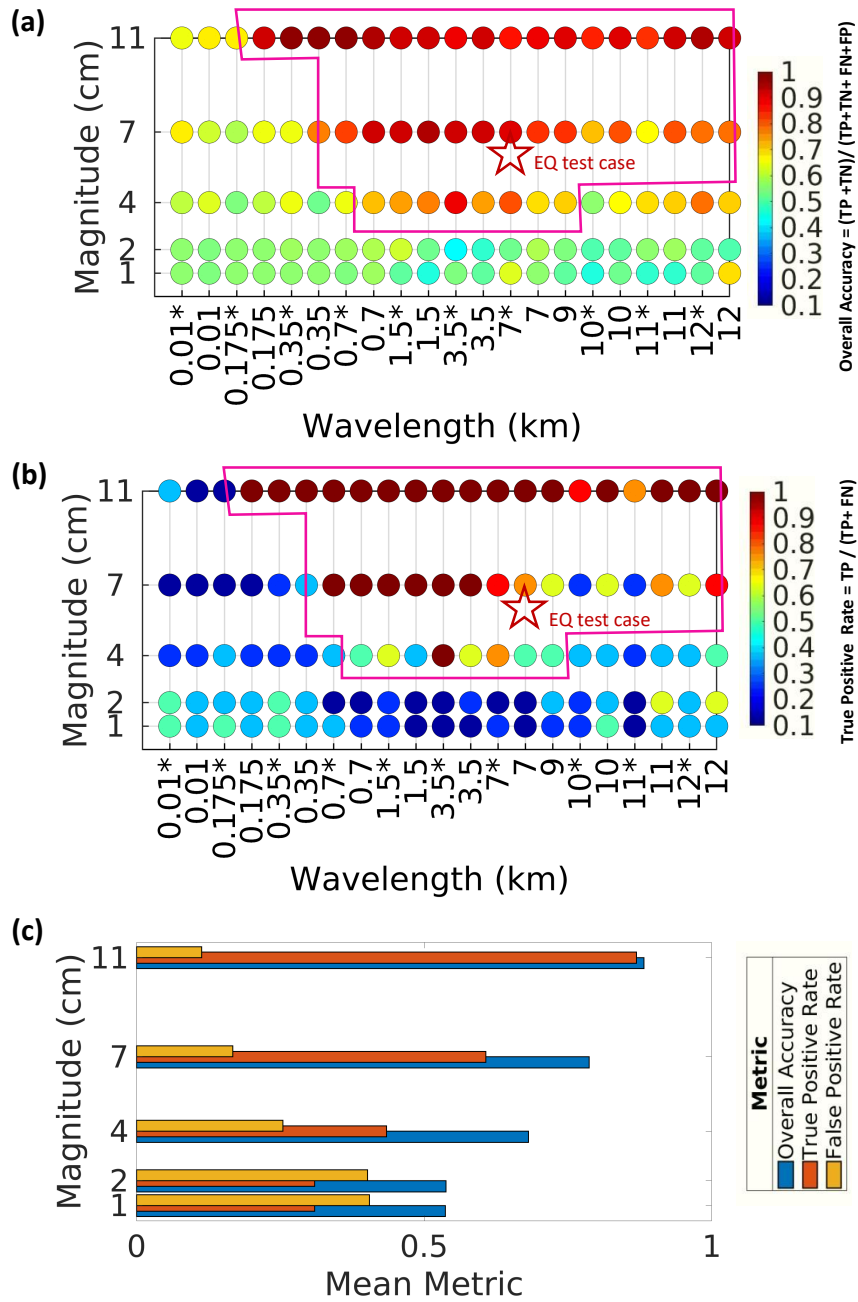 (a)
Magnitude (cm)
11
7
4
2
1
EQ test case
0.01* 0.01 0.175* 0.175 0.35* 0.35 0.7* 0.7 1.5* 1.5 3.5* 3.5 7* 7 9 10* 10 11* 11 12* 12
Wavelength (km)
1
0.9
0.8
0.7
0.6
0.5
0.4
0.3
0.2
0.1
Overall Accuracy = (TP +TN)/ (TP+TN+ FN+FP)
(b)
Magnitude (cm)
11
7
4
2
1
EQ test case
0.01* 0.01 0.175* 0.175 0.35* 0.35 0.7* 0.7 1.5* 1.5 3.5* 3.5 7* 7 9 10* 10 11* 11 12* 12
Wavelength (km)
1
0.9
0.8
0.7
0.6
0.5
0.4
0.3
0.2
0.1
True Positive Rate = TP / (TP+ FN)
(c)
Magnitude (cm)
11
7
4
2
1
0 0.5 1
Mean Metric
Metric
Overall Accuracy
True Positive Rate
False Positive Rate